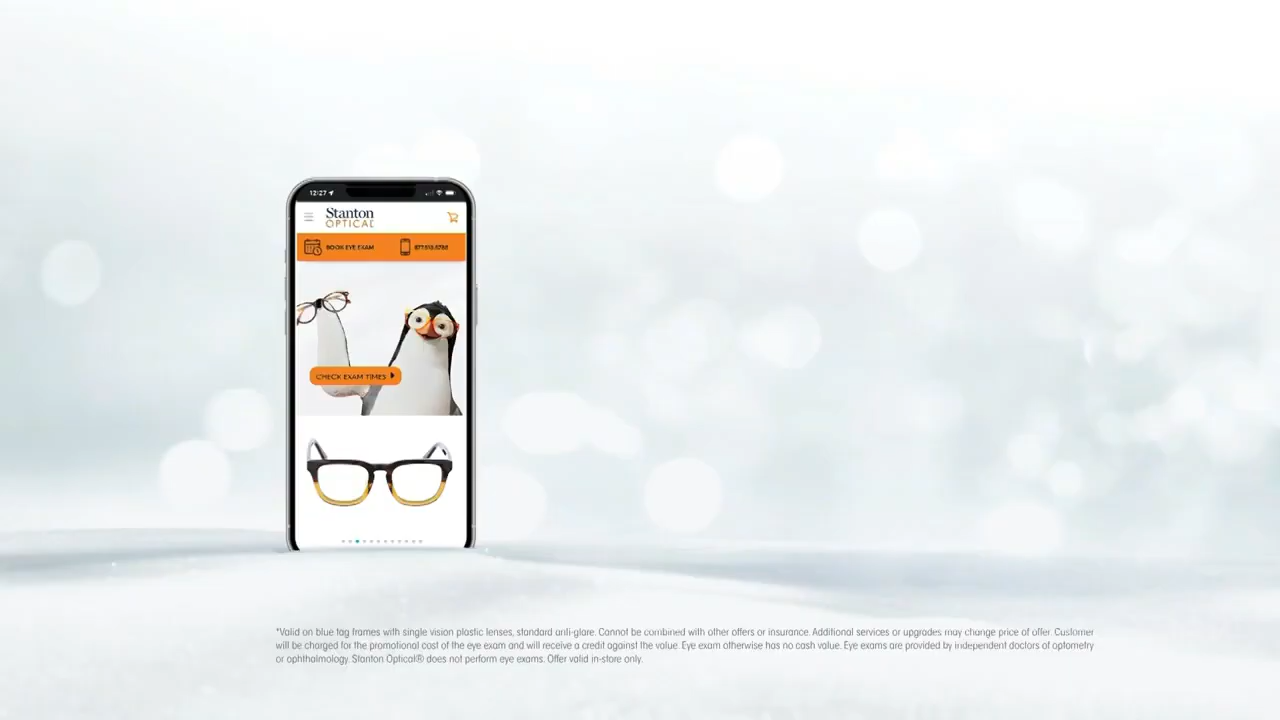 12:27
Stanton
OPTICAL
BOOK EYE EXAM
CHECK EXAM TIMES
*Valid on blue tag frames with single vision plastic lenses, standard anti-glare. Cannot be combined with other offers or insurance. Additional services or upgrades may change price of offer. Customer
will be charged for the promotional cost of the eye exam and will receive a credit against the value. Eye exam otherwise has no cash value. Eye exams are provided by independent doctors of optometry
or ophthalmology. Stanton Optical® does not perform eye exams. Offer valid in-store only.